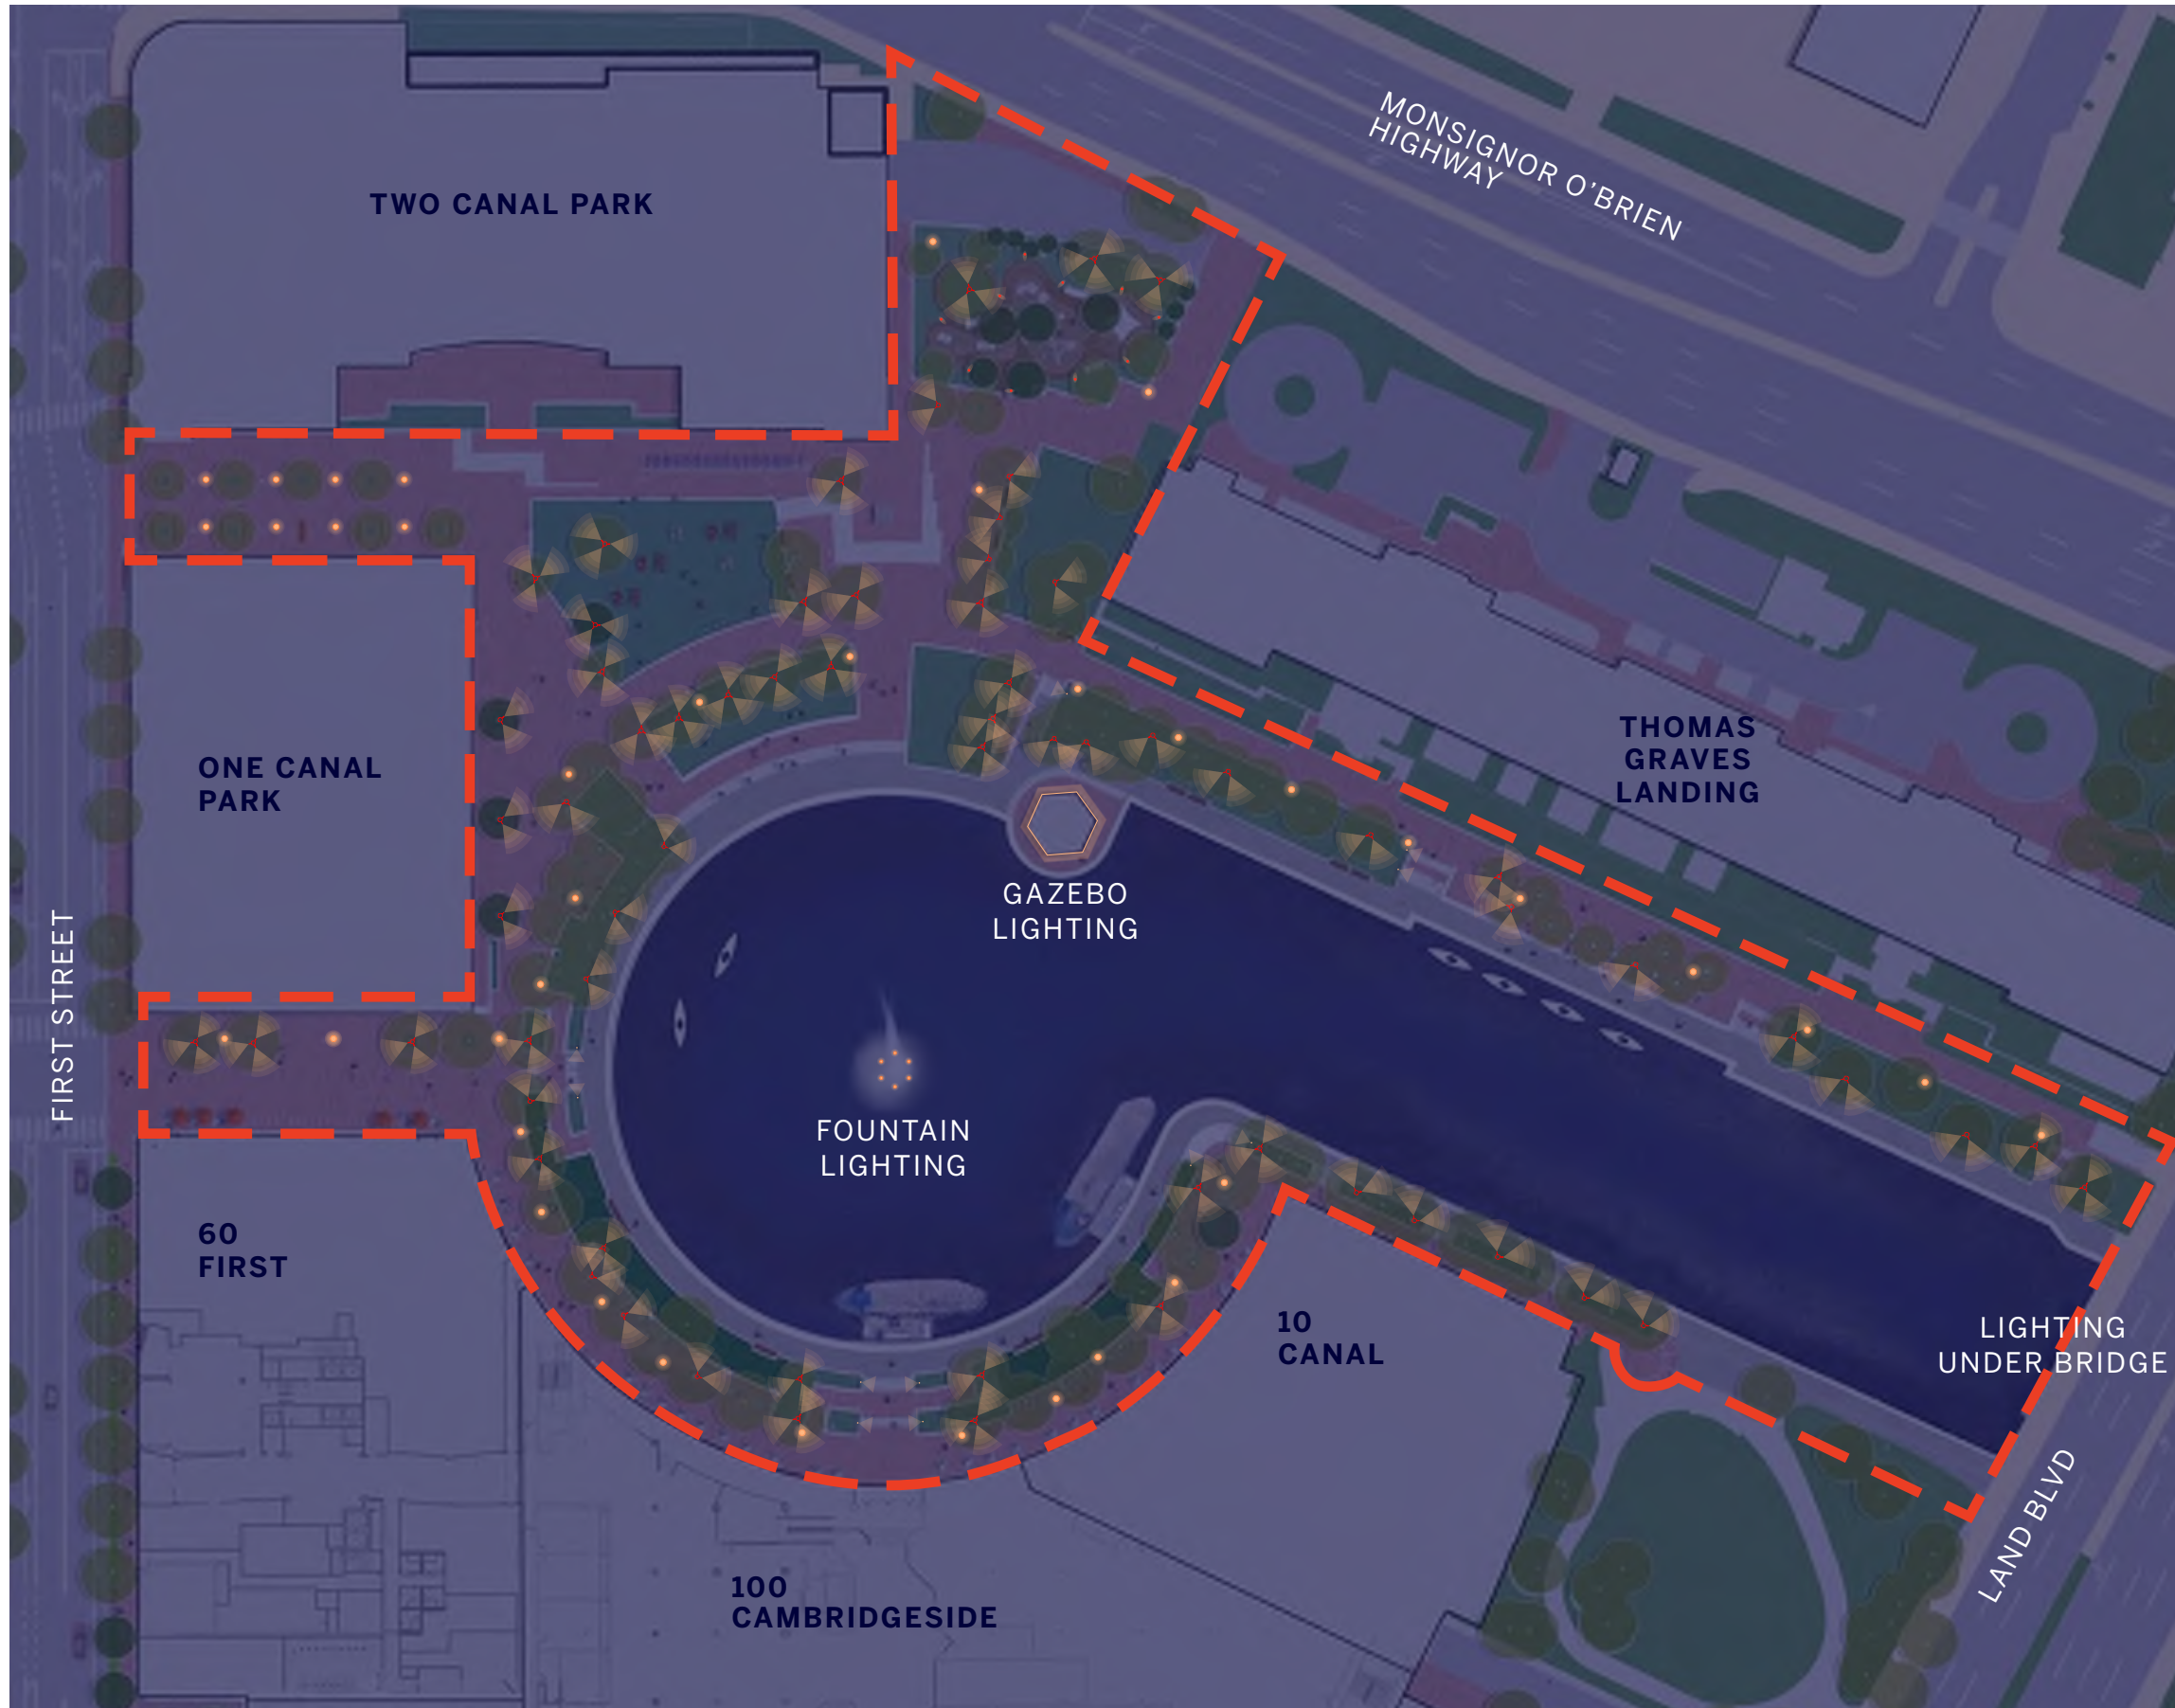 MONSIGNOR O’BRIEN
HIGHWAY
TWO CANAL PARK
THOMAS
GRAVES
LANDING
ONE CANAL
PARK
GAZEBO
LIGHTING
FIRST STREET
FOUNTAIN
LIGHTING
60
FIRST
10
CANAL
LIGHTING
UNDER BRIDGE
LAND BLVD
100
CAMBRIDGESIDE